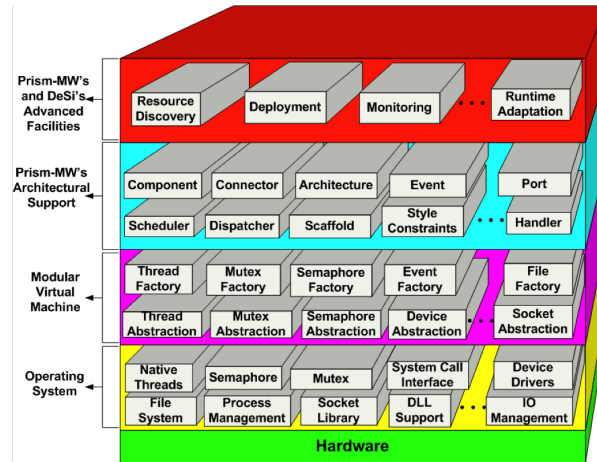 Prism-MW's
and DeSi's
Advanced
Facilities
Resource
Discovery
Deployment
Monitoring
• • •
Runtime
Adaptation
Prism-MW's
Architectural
Support
Component
Connector
Architecture
Event
Port
Scheduler
Dispatcher
Scaffold
Style
Constraints
• • •
Handler
Modular
Virtual
Machine
Thread
Factory
Mutex
Factory
Semaphore
Factory
Event
Factory
File
Factory
Thread
Abstraction
Mutex
Abstraction
Semaphore
Abstraction
Device
Abstraction
• • •
Socket
Abstraction
Operating
System
Native
Threads
Semaphore
Mutex
System Call
Interface
Device
Drivers
File
System
Process
Management
Socket
Library
DLL
Support
• • •
IO
Management
Hardware